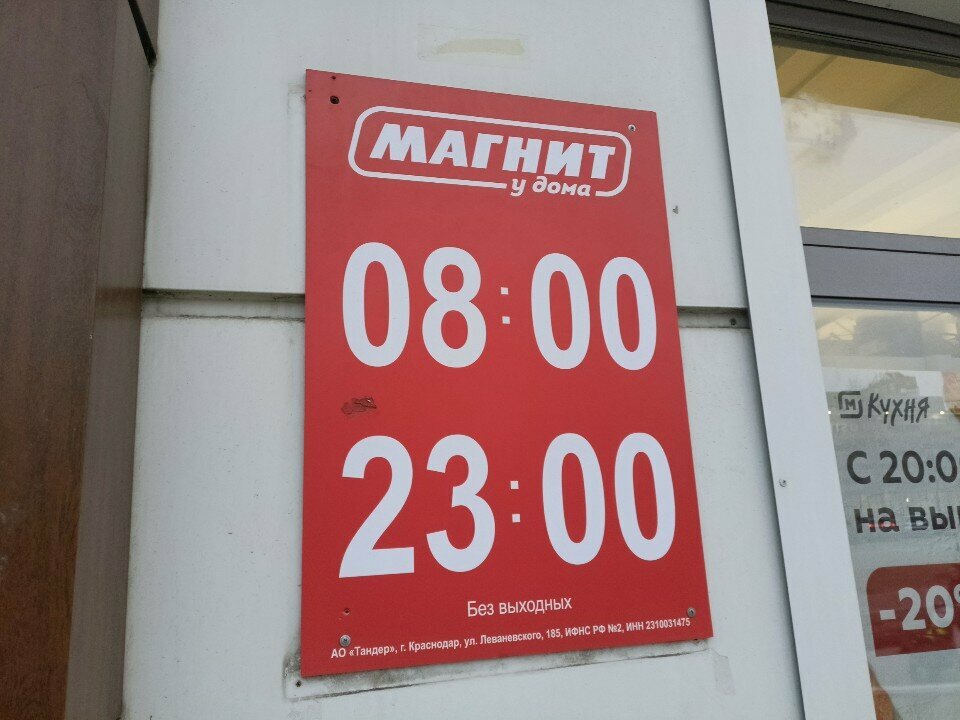 МАГНИТ
у дома
08:00
23:00
Без выходных
АО «Тандер», г. Краснодар, ул. Леваневского, 185, ИФНС РФ №2, ИНН 2310031475
М КУХНЯ
С 20:0
на вы
-20%